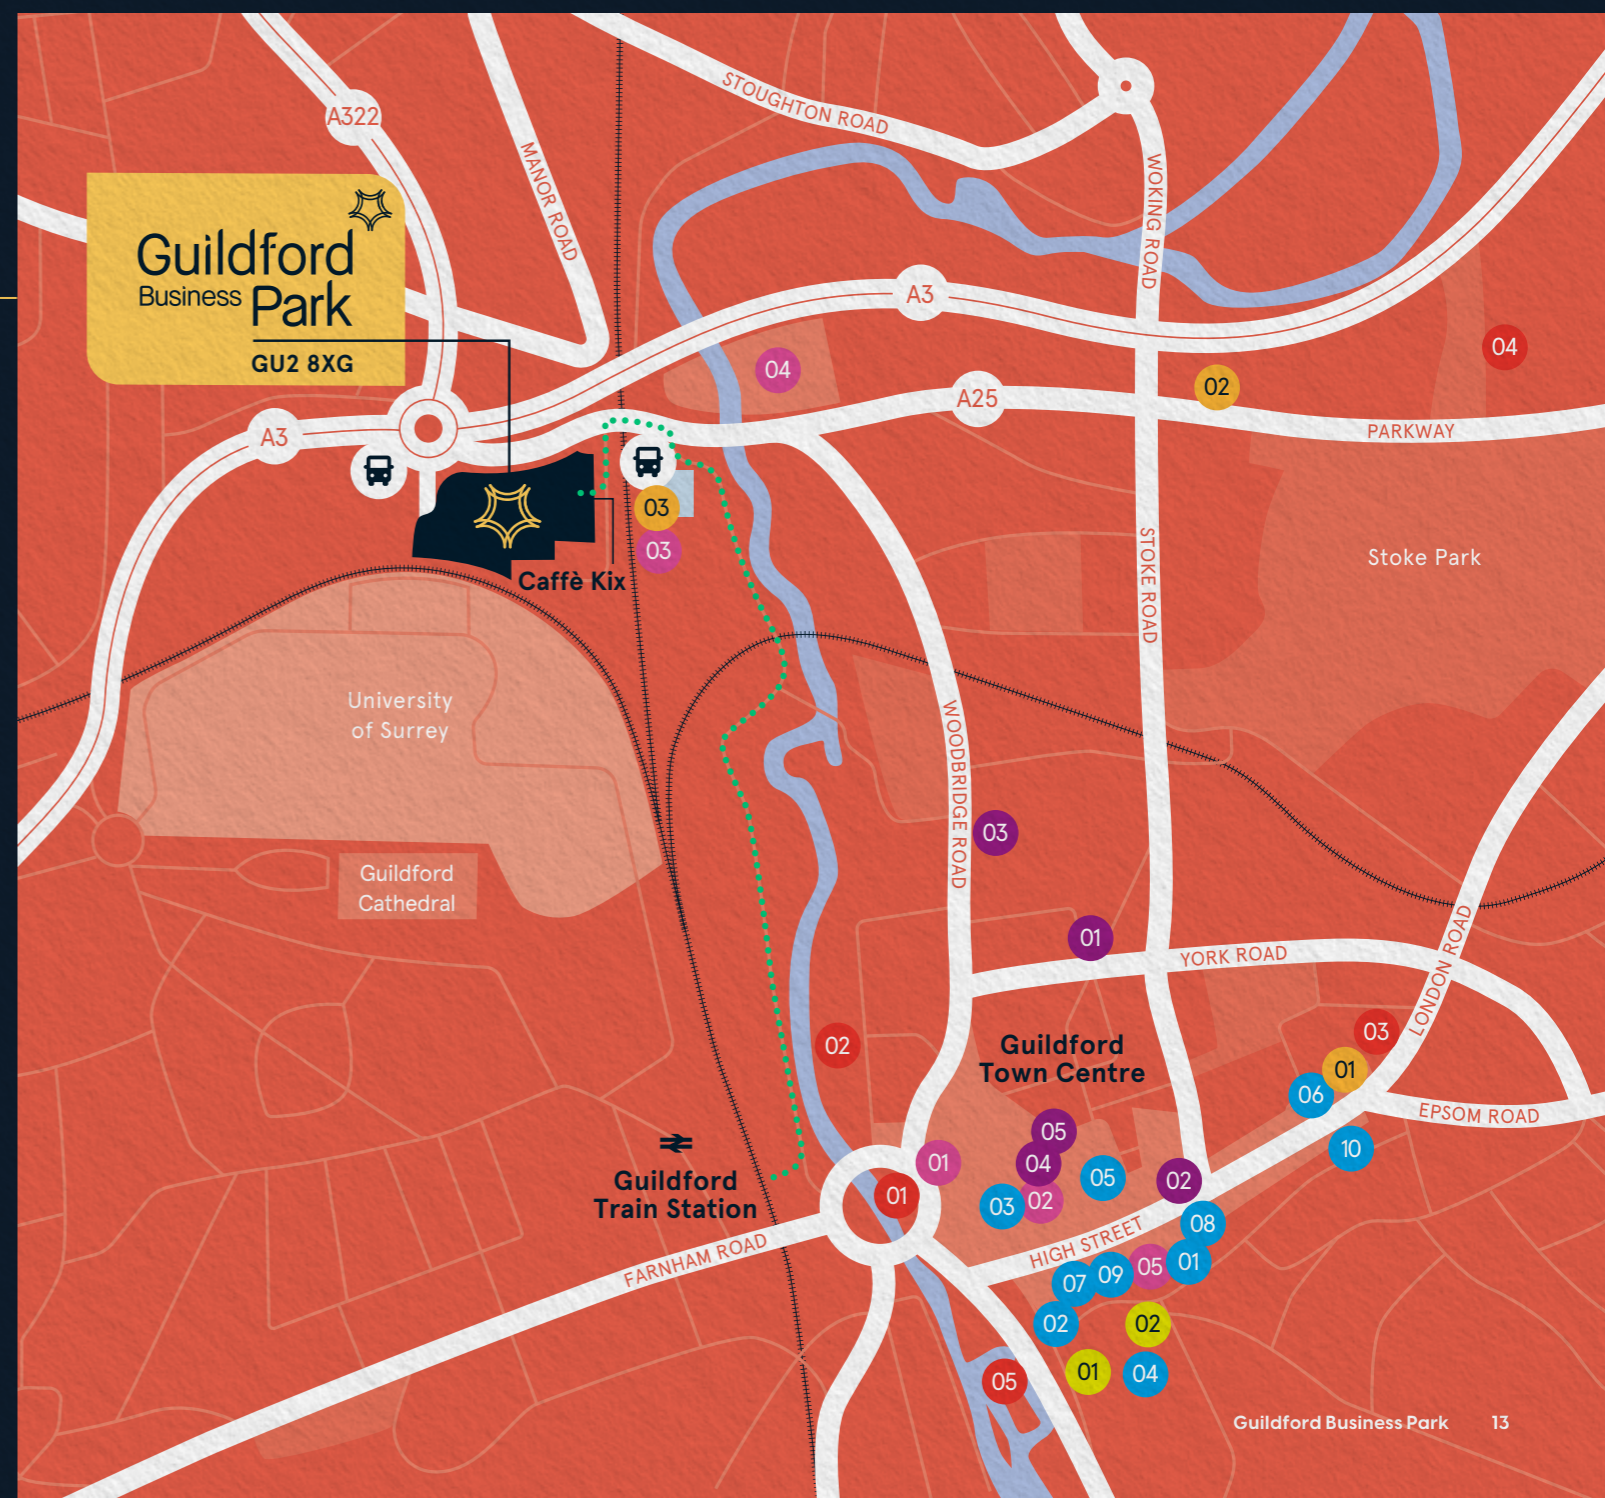 STOUGHTON ROAD
A322
MANOR ROAD
WOKING ROAD
Guildford
Business Park
GU2 8XG
A3
04
04
02
A25
A3
PARKWAY
03
03
Caffè Kix
STOKE ROAD
Stoke Park
University
of Surrey
WOODBRIDGE ROAD
03
Guildford
Cathedral
01
YORK ROAD
LONDON ROAD
02
Guildford
Town Centre
03
01
06
EPSOM ROAD
05
10
01
04
05
02
Guildford
Train Station
01
03
02
08
HIGH STREET
FARNHAM ROAD
07
09
05
01
02
02
05
01
04
Guildford Business Park
13